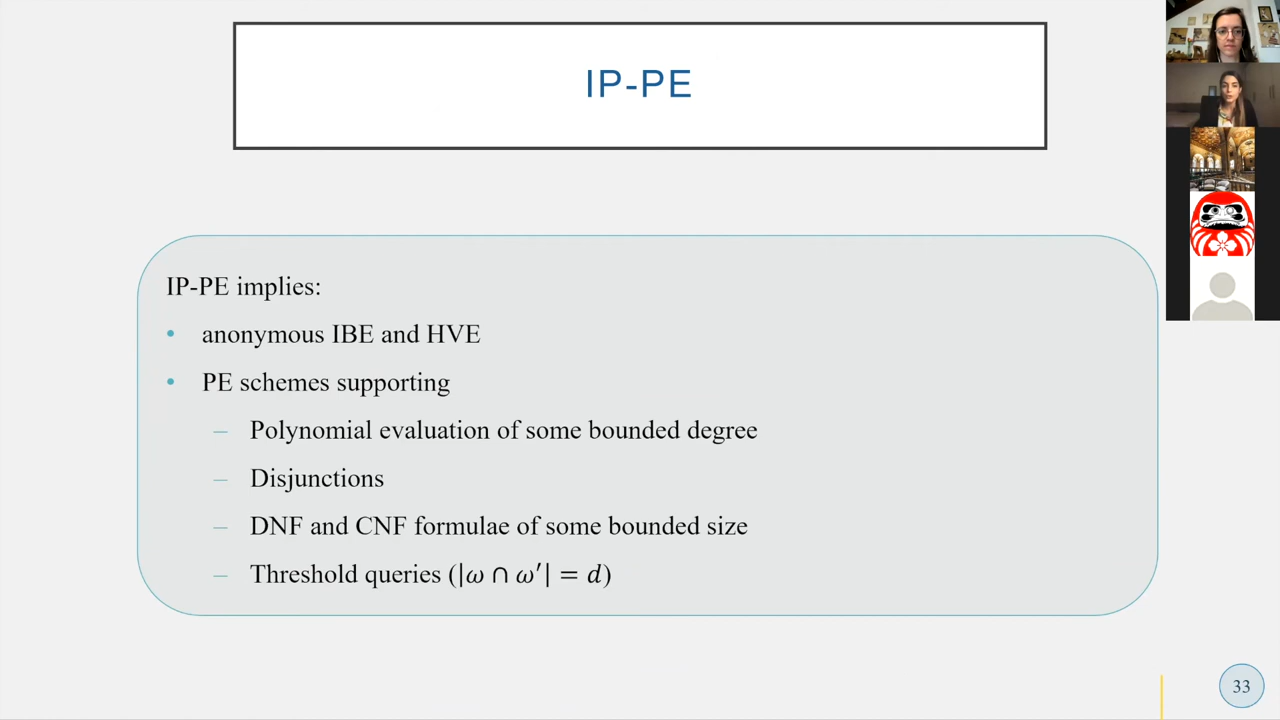 IP-PE
IP-PE implies:
• anonymous IBE and HVE
• PE schemes supporting
– Polynomial evaluation of some bounded degree
– Disjunctions
– DNF and CNF formulae of some bounded size
– Threshold queries (|ω ∩ ω′| = d)
33